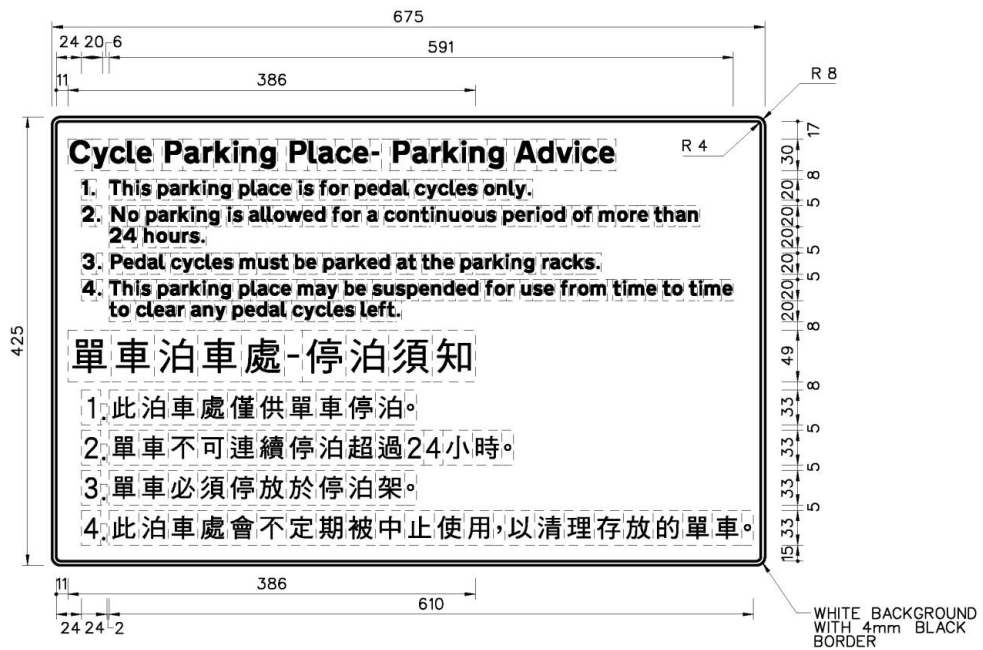 675
24 20 6 591
11 386
R 8
R 4
Cycle Parking Place- Parking Advice
1. This parking place is for pedal cycles only.
2. No parking is allowed for a continuous period of more than
24 hours.
3. Pedal cycles must be parked at the parking racks.
4. This parking place may be suspended for use from time to time
to clear any pedal cycles left.
單車泊車處-停泊須知
1.此泊車處僅供單車停泊。
2.單車不可連續停泊超過24小時。
3.單車必須停放於停泊架。
4.此泊車處會不定期被中止使用,以清理存放的單車。
425
17
30
8
20
5
20
20
5
20
5
20
20
8
49
8
33
5
33
5
33
5
33
15
11 386
24 24 2 610
WHITE BACKGROUND
WITH 4mm BLACK
BORDER